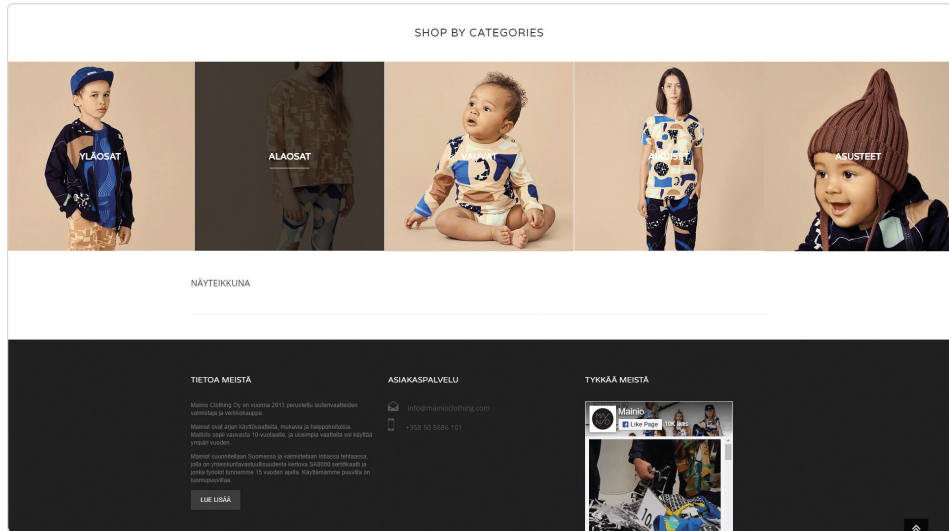 SHOP BY CATEGORIES
YLÄOSAT
ALAOSAT
ASUSTEET
NÄYTEIKKUNA
TIETOA MEISTÄ
Mainio Clothing Oy on vuonna 2013 perustettu lastenvaatteiden
valmistaja ja verkkokauppa.
Mainiot ovat arjen käyttövaatteita, mukavia ja helppohoitoisia.
Mallisto sopii vauvasta 10-vuotiaalle, ja useimpia vaatteita voi käyttää
ympäri vuoden.
Mainiot suunnitellaan Suomessa ja valmistetaan Intiassa tehtaassa,
jolla on yhteiskuntavastuullisuudesta kertova SA8000 sertifikaatti ja
jonka työolot tunnemme 15 vuoden ajalta. Käyttämämme puuvilla on
luomupuuvillaa.
LUE LISÄÄ
ASIAKASPALVELU
info@mainioclothing.com
+358 50 5686 101
TYKKÄÄ MEISTÄ
Mainio
Like Page
10K likes